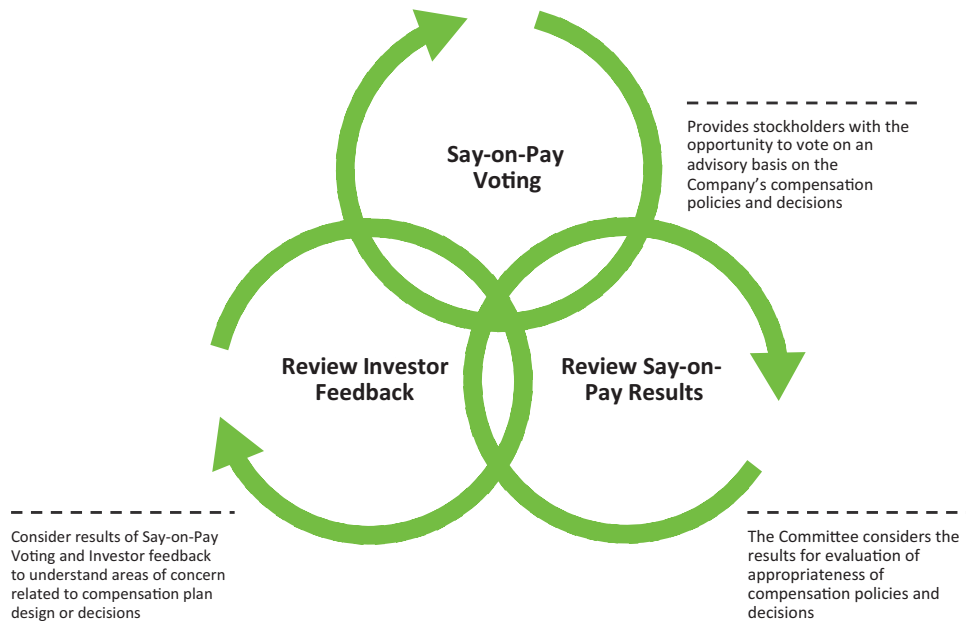 Say-on-Pay
Voting
Provides stockholders with the
opportunity to vote on an
advisory basis on the
Company’s compensation
policies and decisions
Review Investor
Feedback
Review Say-on-
Pay Results
Consider results of Say-on-Pay
Voting and Investor feedback
to understand areas of concern
related to compensation plan
design or decisions
The Committee considers the
results for evaluation of
appropriateness of
compensation policies and
decisions